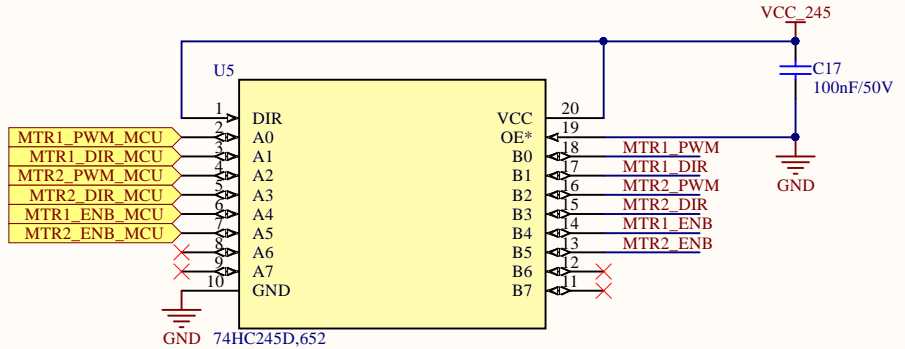 VCC_245
U5
C17
100nF/50V
1 DIR VCC 20
MTR1_PWM_MCU 2 A0 OE* 19
MTR1_DIR_MCU 3 A1 B0 18 MTR1_PWM
MTR2_PWM_MCU 4 A2 B1 17 MTR1_DIR
MTR2_DIR_MCU 5 A3 B2 16 MTR2_PWM
MTR1_ENB_MCU 6 A4 B3 15 MTR2_DIR
MTR2_ENB_MCU 7 A5 B4 14 MTR1_ENB
8 A6 B5 13 MTR2_ENB
9 A7 B6 12
10 GND B7 11
GND
GND 74HC245D,652